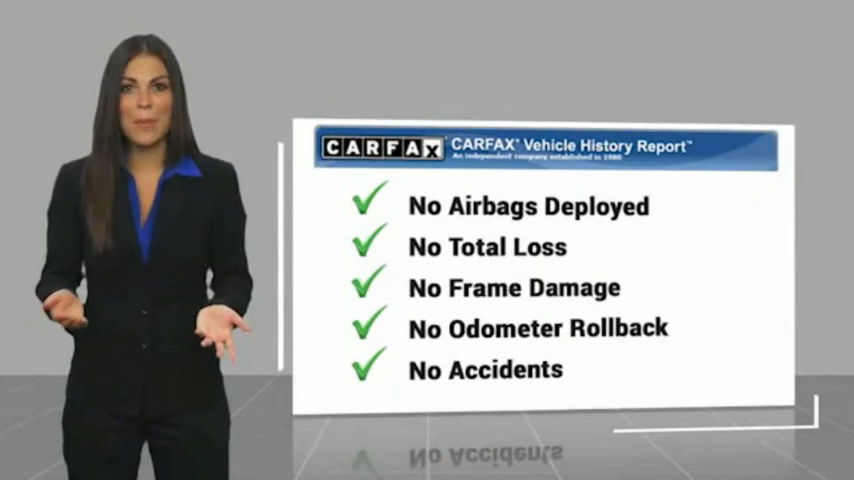 CARFAX CARFAX® Vehicle History Report™
An independent company established in 1986
No Airbags Deployed
No Total Loss
No Frame Damage
No Odometer Rollback
No Accidents
No Accidents